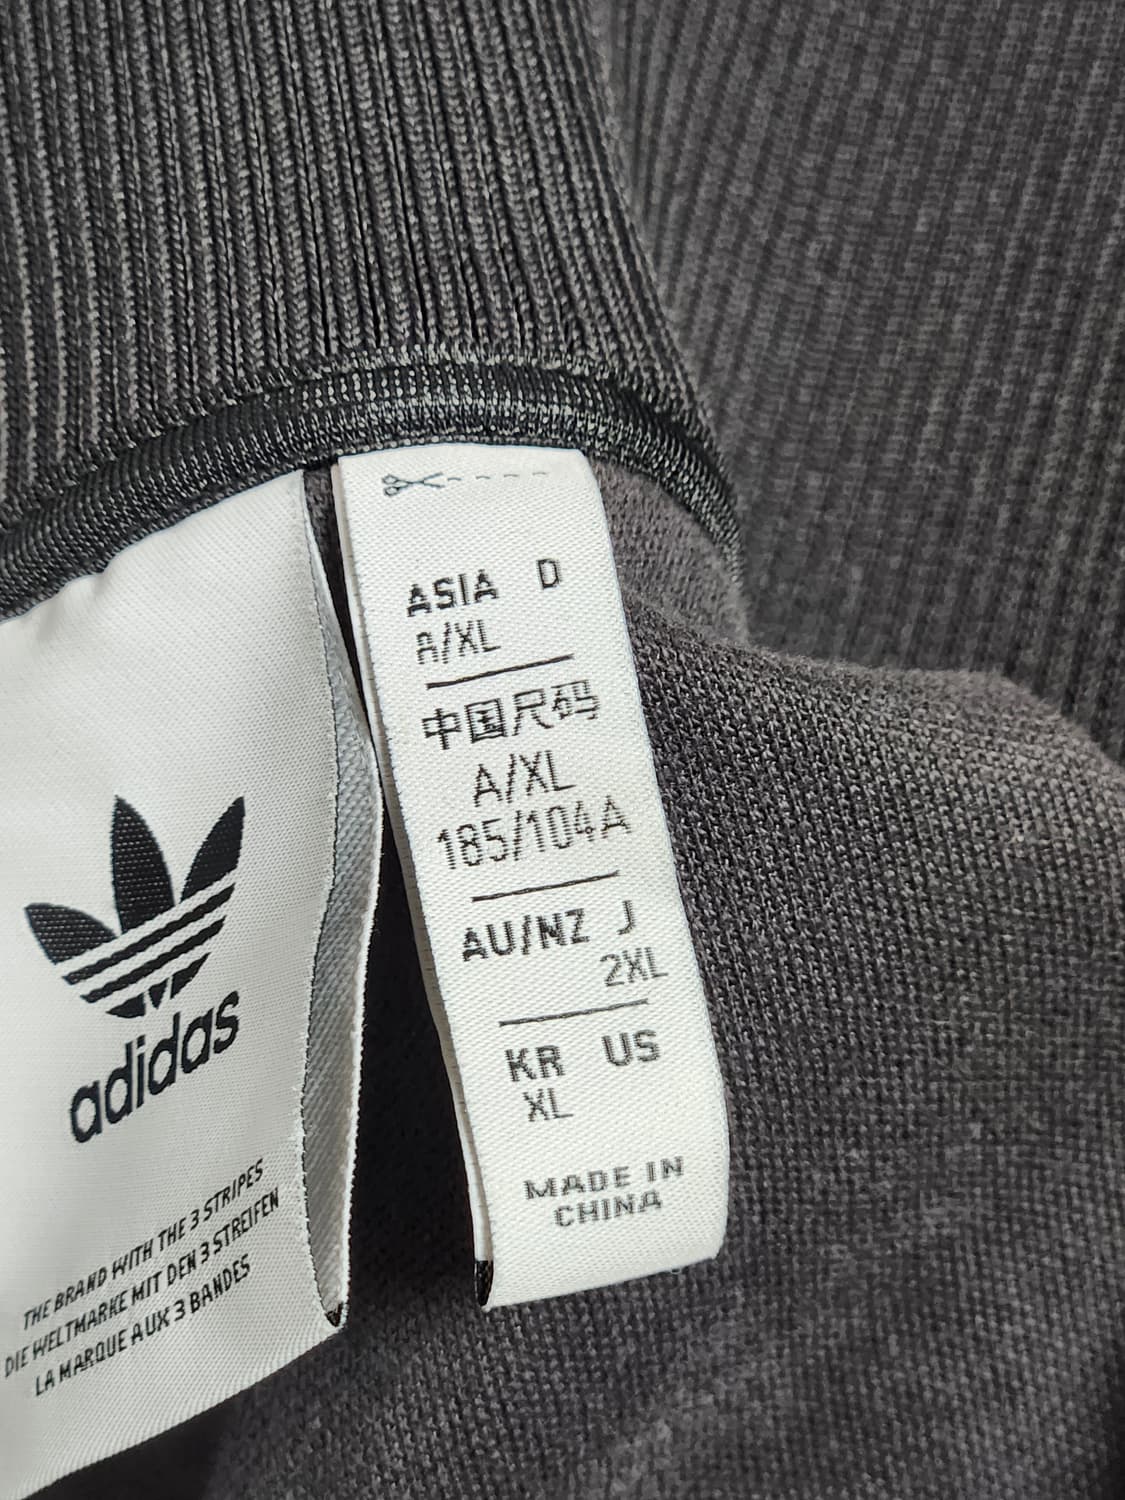 adidas
THE BRAND WITH THE 3 STRIPES
DIE WELTMARKE MIT DEN 3 STREIFEN
LA MARQUE AUX 3 BANDES
ASIA D
A/XL
中国尺码
A/XL
185/104A
AU/NZ J
2XL
KR US
XL
MADE IN
CHINA